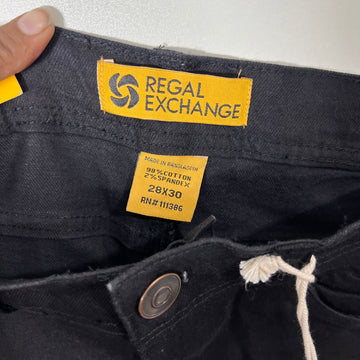 REGAL
EXCHANGE
MADE IN BANGLADESH
98% COTTON
2% SPANDEX
28X30
RN# 111386